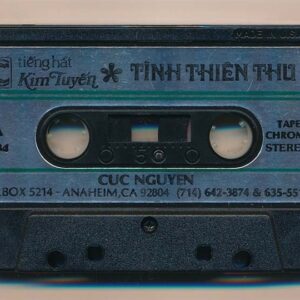 MADE IN U.S.
tiếng hát
Kim Tuyến * TÌNH THIÊN THU
TAPE
CHROM
STEREO
CUC NGUYEN
BOX 5214 - ANAHEIM, CA 92804 (714) 642-3874 & 635-55